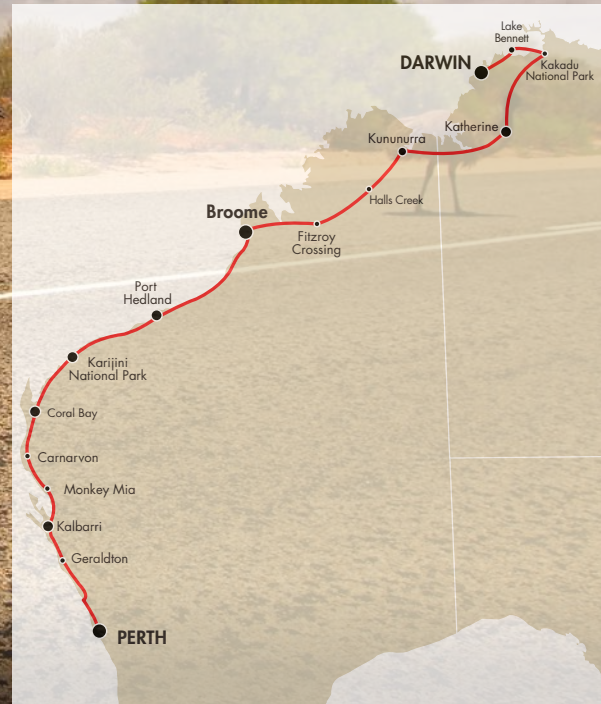 Lake
Bennett
DARWIN
Kakadu
National Park
Katherine
Kununurra
Halls Creek
Broome
Fitzroy
Crossing
Port
Hedland
Karijini
National Park
Coral Bay
Carnarvon
Monkey Mia
Kalbarri
Geraldton
PERTH